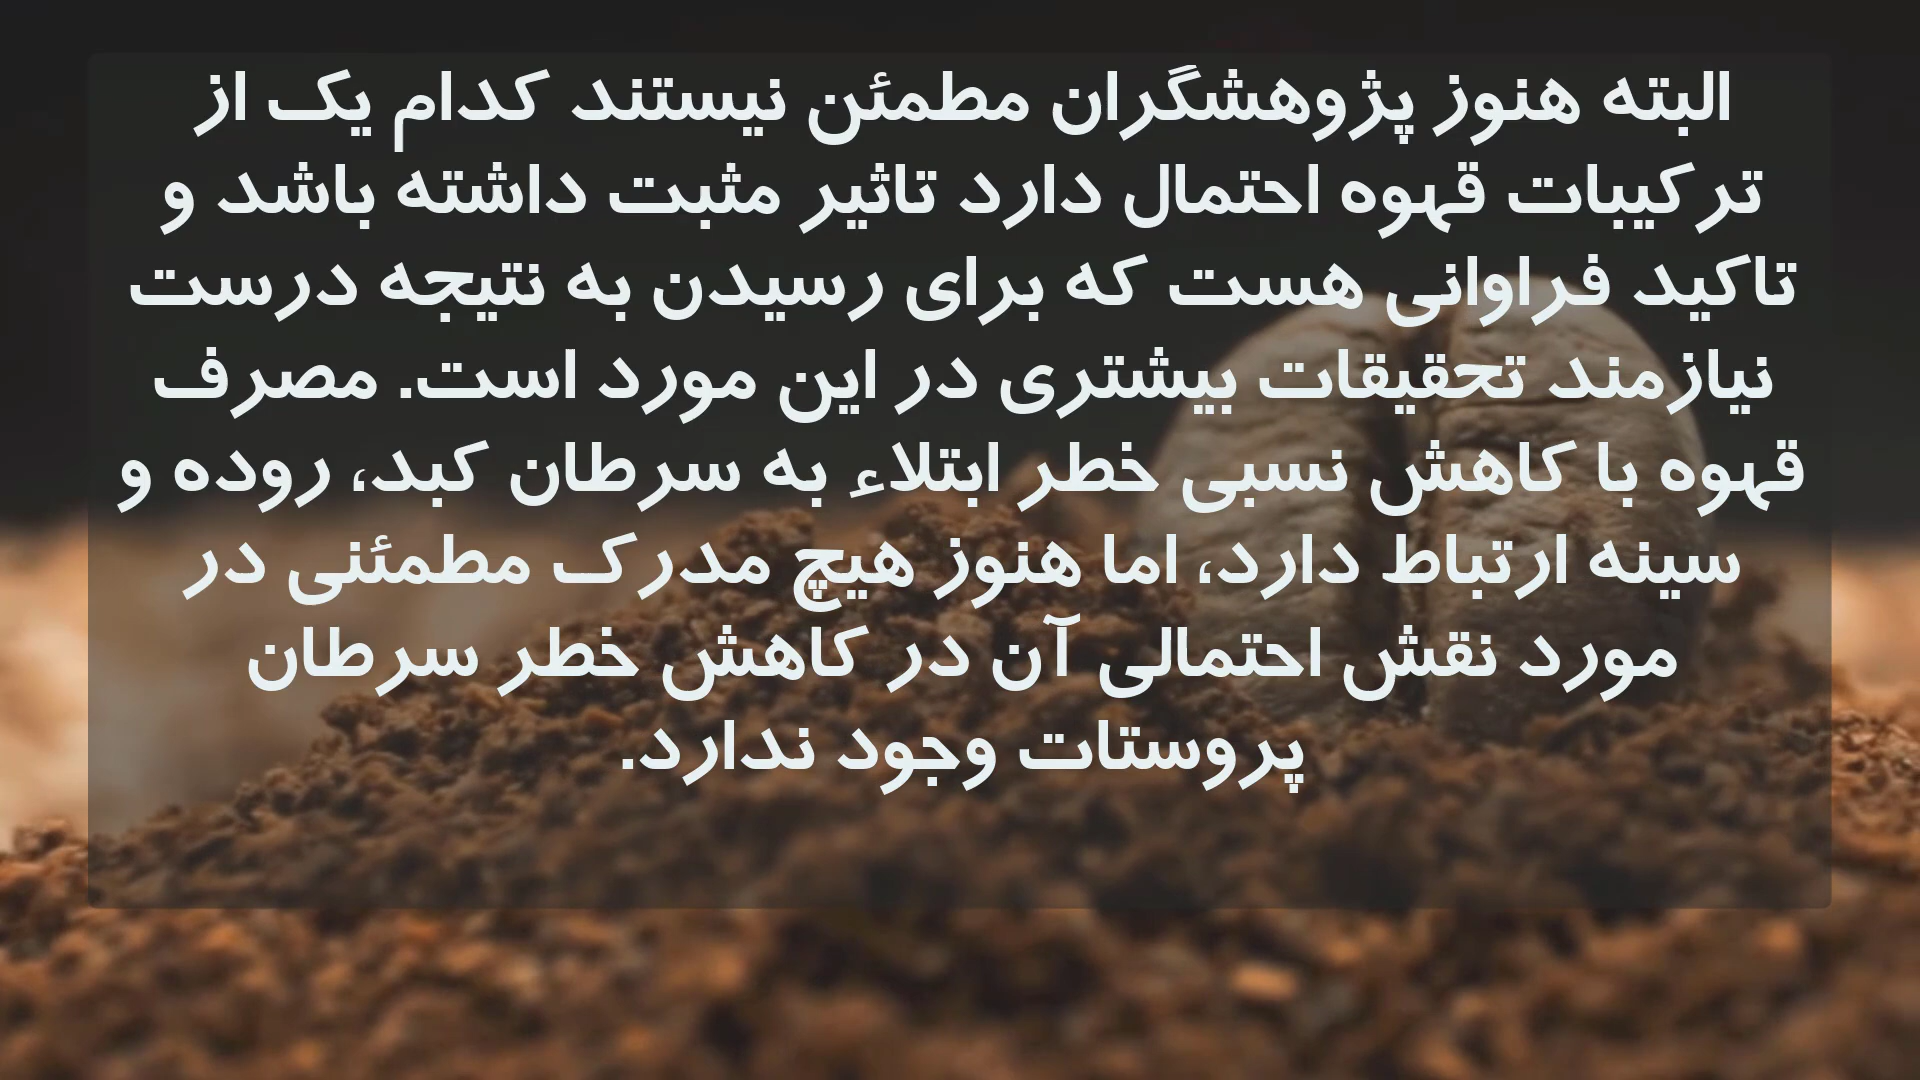 البته هنوز پژوهشگران مطمئن نیستند کدام یک از
ترکیبات قهوه احتمال دارد تاثیر مثبت داشته باشد و
تاکید فراوانی هست که برای رسیدن به نتیجه درست
نیازمند تحقیقات بیشتری در این مورد است. مصرف
قهوه با کاهش نسبی خطر ابتلاء به سرطان کبد، روده و
سینه ارتباط دارد، اما هنوز هیچ مدرک مطمئنی در
مورد نقش احتمالی آن در کاهش خطر سرطان
پروستات وجود ندارد.